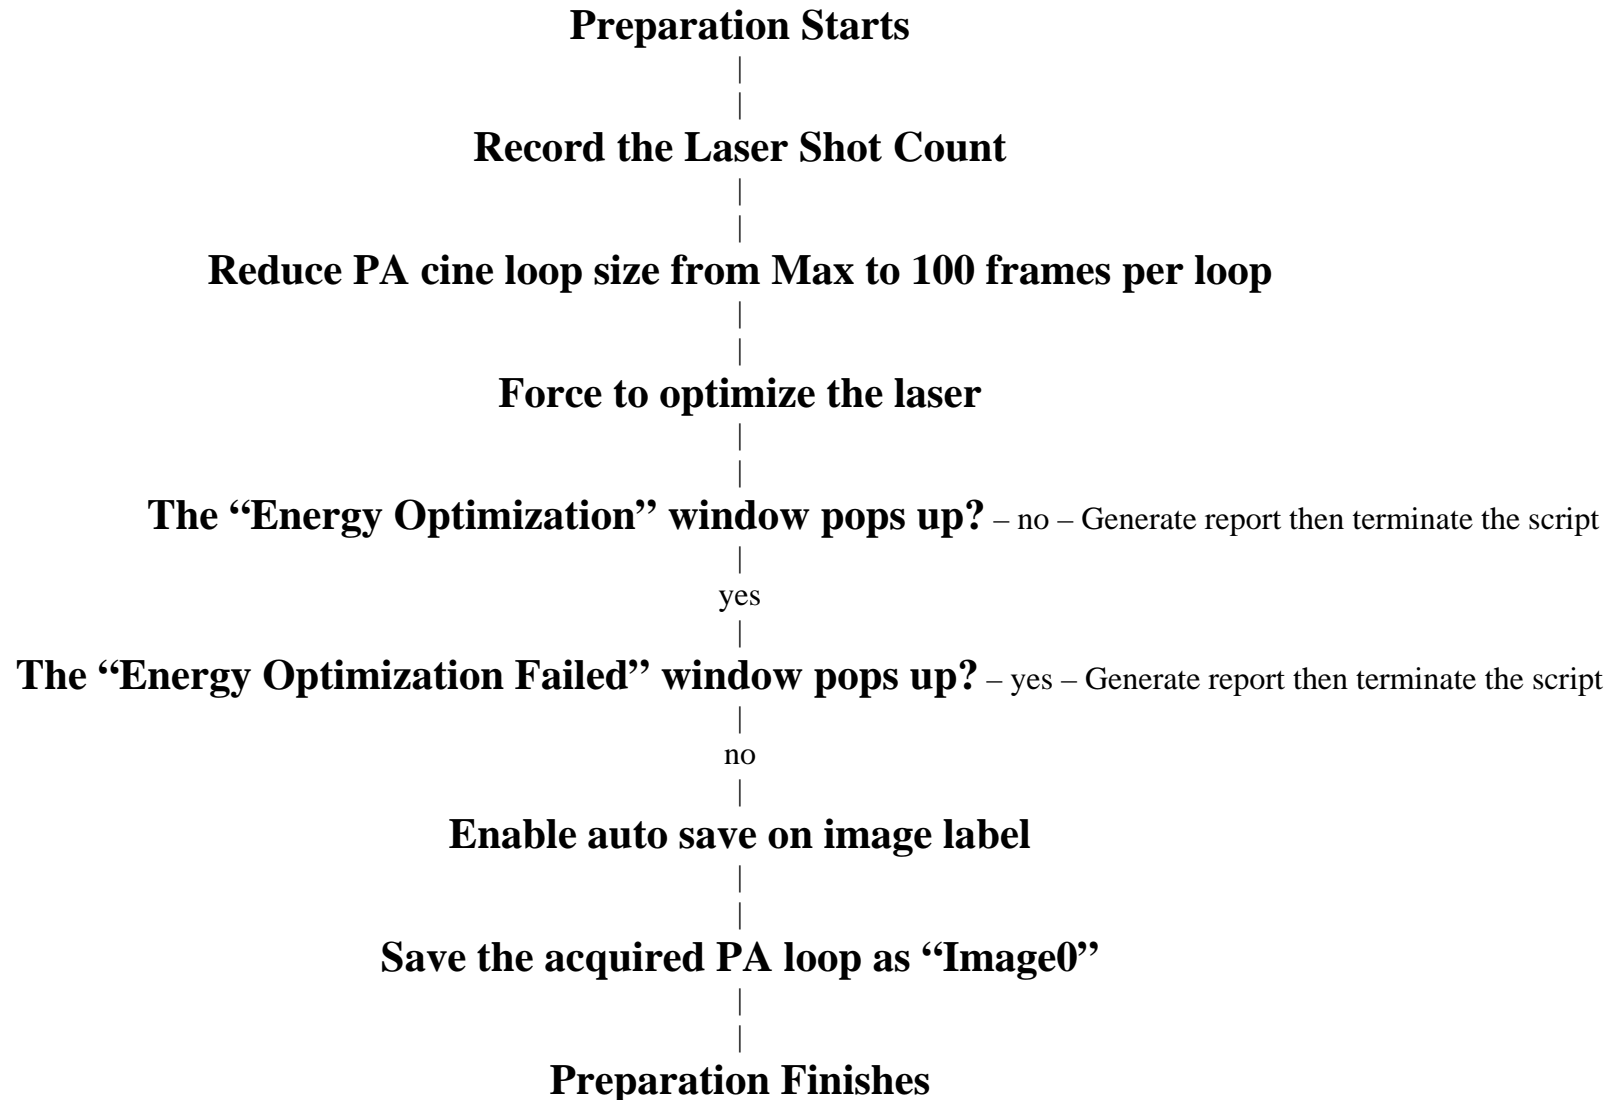 Preparation Starts
Record the Laser Shot Count
Reduce PA cine loop size from Max to 100 frames per loop
Force to optimize the laser
The “Energy Optimization” window pops up? – no – Generate report then terminate the script
yes
The “Energy Optimization Failed” window pops up? – yes – Generate report then terminate the script
no
Enable auto save on image label
Save the acquired PA loop as “Image0”
Preparation Finishes